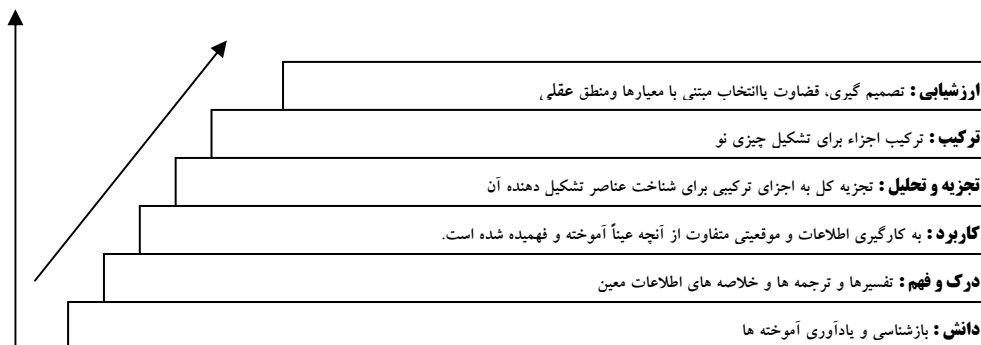 ارزشیابی : تصمیم گیری، قضاوت یاانتخاب مبتنی با معیارها ومنطق عقلی
ترکیب : ترکیب اجزاء برای تشکیل چیزی نو
تجزیه و تحلیل : تجزیه کل به اجزای ترکیبی برای شناخت عناصر تشکیل دهنده آن
کاربرد : به کارگیری اطلاعات و موقعیتی متفاوت از آنچه عیناً آموخته و فهمیده شده است.
درک و فهم : تفسیرها و ترجمه ها و خلاصه های اطلاعات معین
دانش : بازشناسی و یادآوری آموخته ها